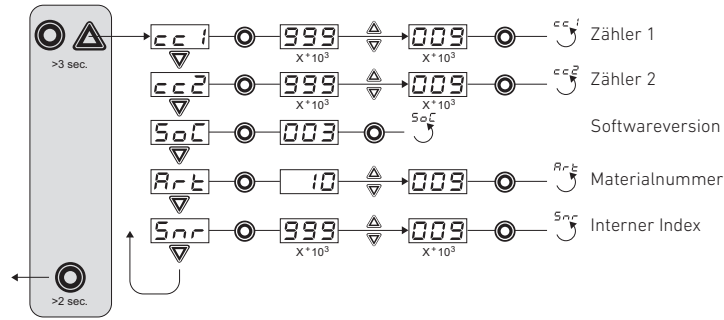 cc1 999 X*10³ 009 X*10³ cc1 Zähler 1
>3 sec.
cc2 999 X*10³ 009 X*10³ cc2 Zähler 2
SoC 003 SoC Softwareversion
Art 10 009 Art Materialnummer
Snr 999 X*10³ 009 X*10³ Snr Interner Index
>2 sec.